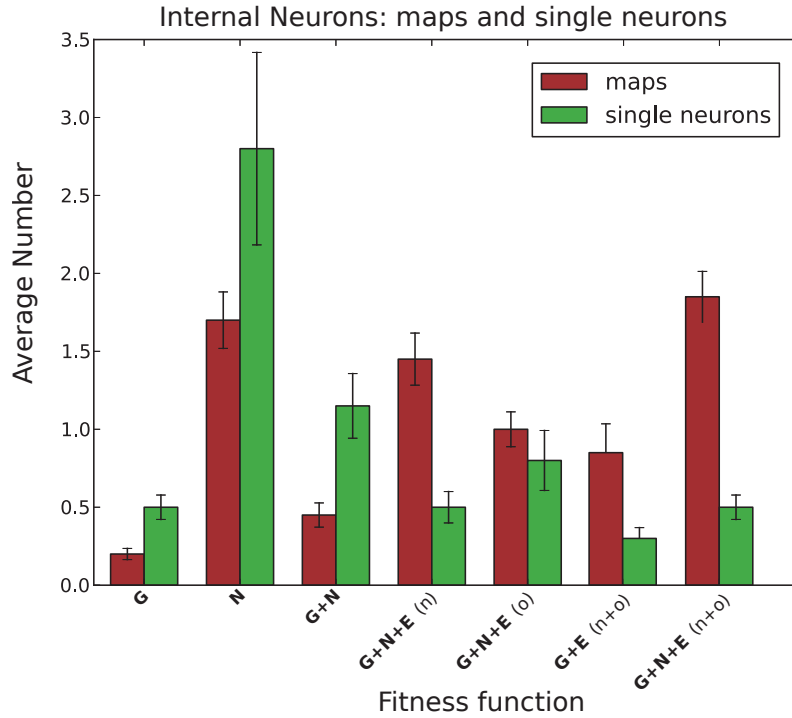 Internal Neurons: maps and single neurons
3.5
3.0
2.5
2.0
1.5
1.0
0.5
0.0
Average Number
maps
single neurons
G
N
G+N
G+N+E (n)
G+N+E (o)
G+E (n+o)
G+N+E (n+o)
Fitness function